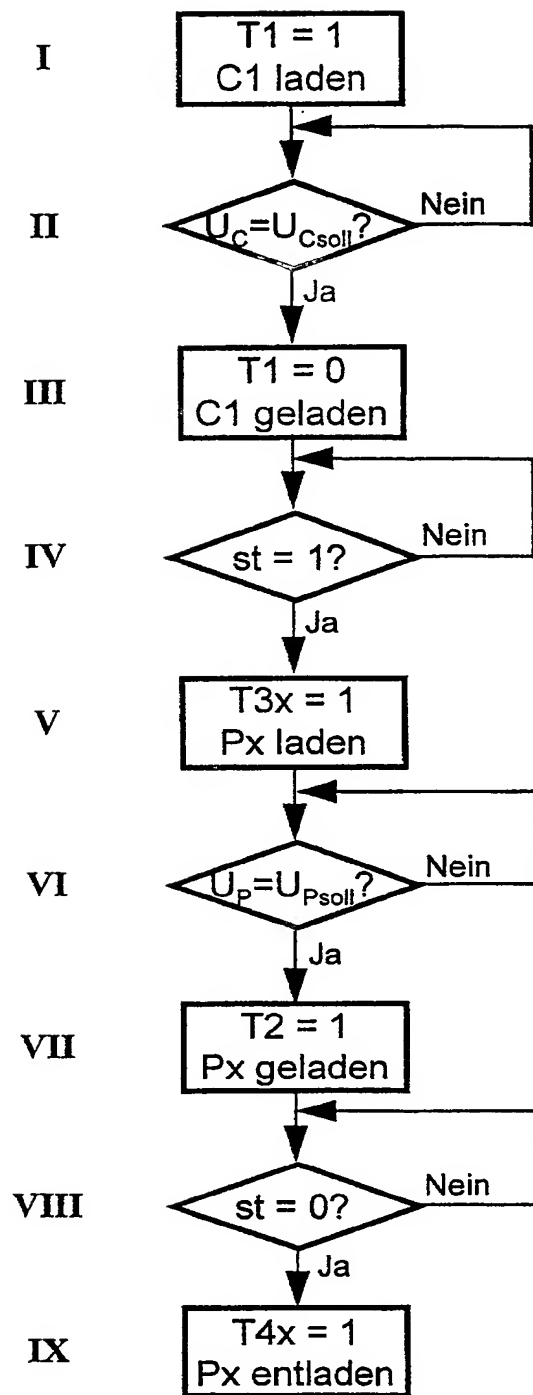 I
T1 = 1
C1 laden
II
U_C=U_Csoll?
Nein
Ja
III
T1 = 0
C1 geladen
IV
st = 1?
Nein
Ja
V
T3x = 1
Px laden
VI
U_P=U_Psoll?
Nein
Ja
VII
T2 = 1
Px geladen
VIII
st = 0?
Nein
Ja
IX
T4x = 1
Px entladen